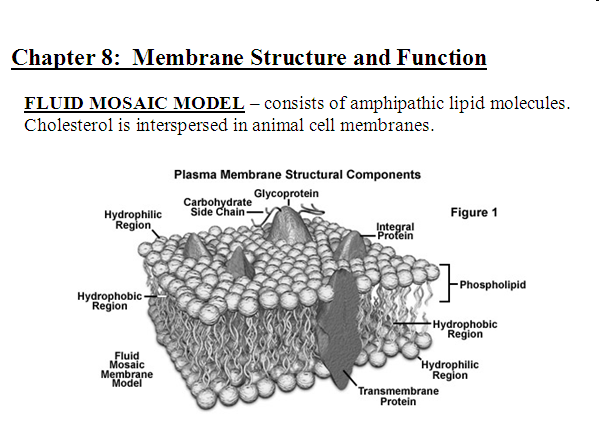 Chapter 8:  Membrane Structure and Function
FLUID MOSAIC MODEL – consists of amphipathic lipid molecules.
Cholesterol is interspersed in animal cell membranes.
Plasma Membrane Structural Components
Glycoprotein
Carbohydrate
Side Chain
Hydrophilic
Region
Figure 1
Integral
Protein
Phospholipid
Hydrophobic
Region
Hydrophobic
Region
Fluid
Mosaic
Membrane
Model
Hydrophilic
Region
Transmembrane
Protein